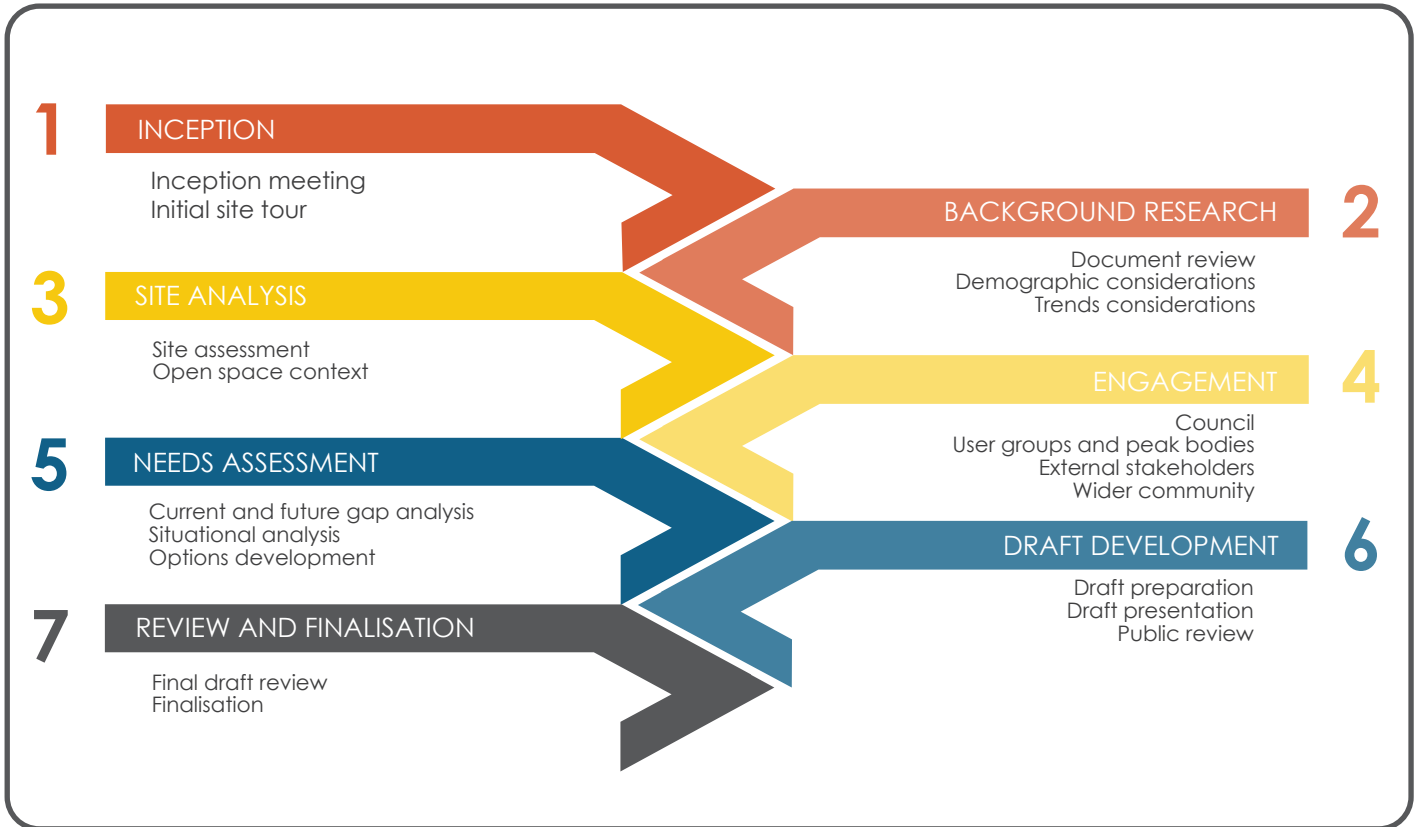 1
INCEPTION
Inception meeting
Initial site tour
2
BACKGROUND RESEARCH
Document review
Demographic considerations
Trends considerations
3
SITE ANALYSIS
Site assessment
Open space context
4
ENGAGEMENT
Council
User groups and peak bodies
External stakeholders
Wider community
5
NEEDS ASSESSMENT
Current and future gap analysis
Situational analysis
Options development
6
DRAFT DEVELOPMENT
Draft preparation
Draft presentation
Public review
7
REVIEW AND FINALISATION
Final draft review
Finalisation